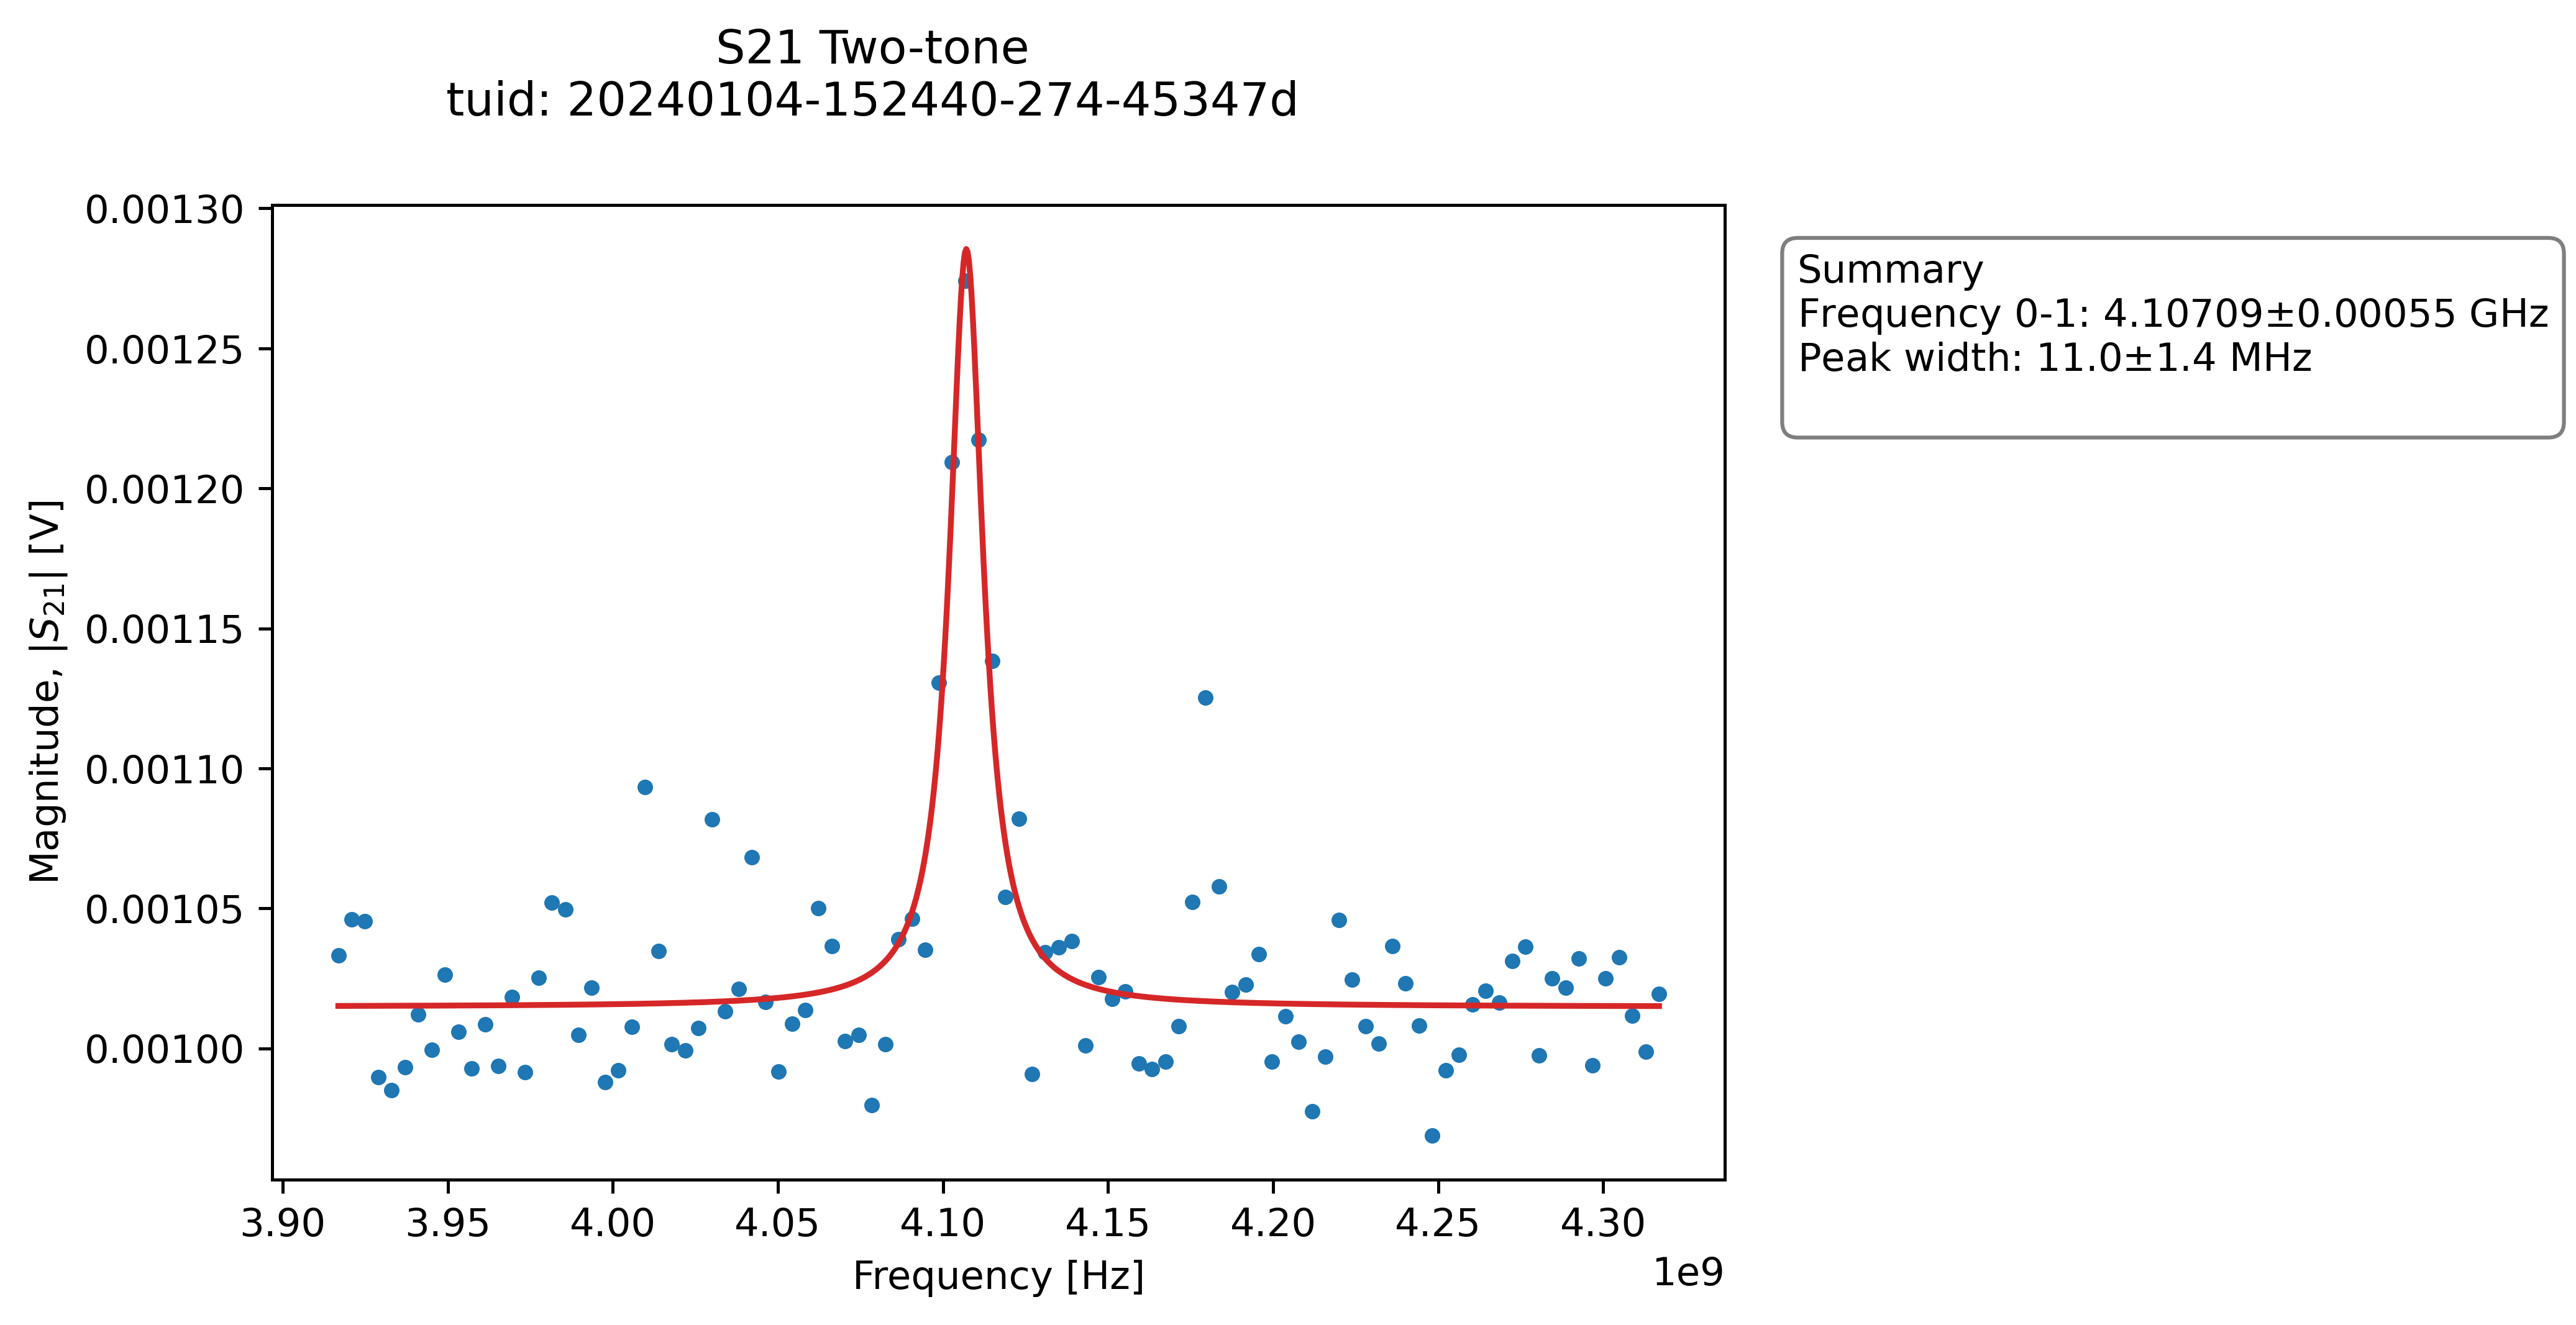 S21 Two-tone
tuid: 20240104-152440-274-45347d
0.00130
0.00125
0.00120
0.00115
0.00110
0.00105
0.00100
Magnitude, |S21| [V]
3.90 3.95 4.00 4.05 4.10 4.15 4.20 4.25 4.30
Frequency [Hz]
1e9
Summary
Frequency 0-1: 4.10709±0.00055 GHz
Peak width: 11.0±1.4 MHz